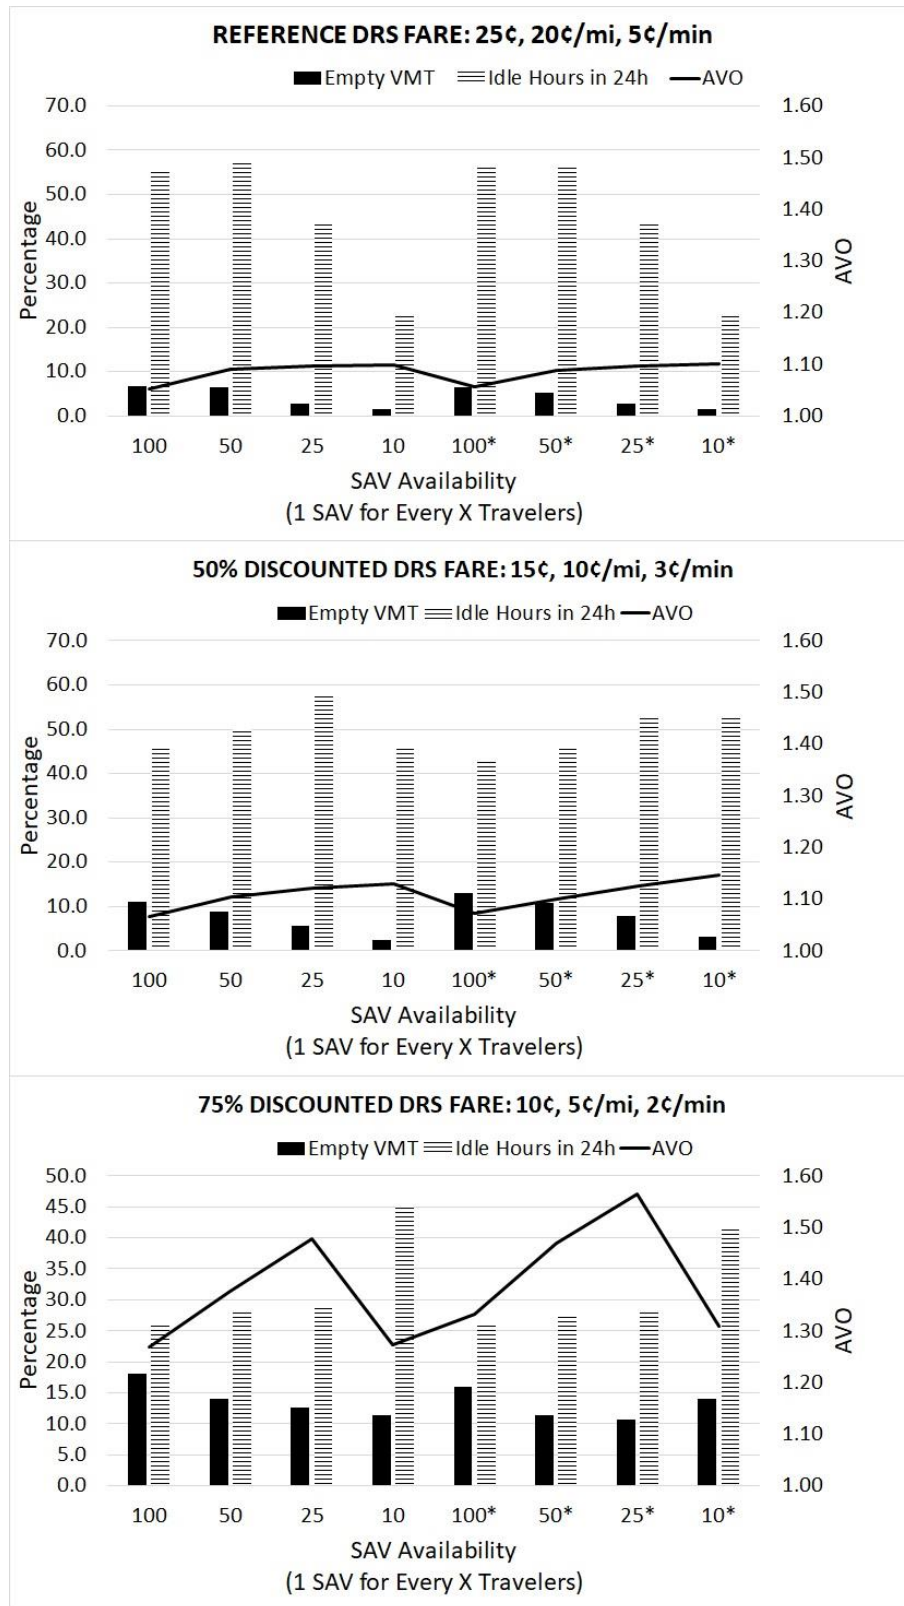 REFERENCE DRS FARE: 25¢, 20¢/mi, 5¢/min
Empty VMT Idle Hours in 24h AVO
70.0 1.60
60.0 1.50
50.0 1.40
40.0 1.30
30.0 1.20
20.0 1.10
10.0 1.00
0.0
Percentage
AVO
100 50 25 10 100* 50* 25* 10*
SAV Availability
(1 SAV for Every X Travelers)
50% DISCOUNTED DRS FARE: 15¢, 10¢/mi, 3¢/min
Empty VMT Idle Hours in 24h AVO
70.0 1.60
60.0 1.50
50.0 1.40
40.0 1.30
30.0 1.20
20.0 1.10
10.0 1.00
0.0
Percentage
AVO
100 50 25 10 100* 50* 25* 10*
SAV Availability
(1 SAV for Every X Travelers)
75% DISCOUNTED DRS FARE: 10¢, 5¢/mi, 2¢/min
Empty VMT Idle Hours in 24h AVO
50.0 1.60
45.0 1.50
40.0 1.40
35.0 1.30
30.0 1.20
25.0 1.10
20.0 1.00
15.0
10.0
5.0
0.0
Percentage
AVO
100 50 25 10 100* 50* 25* 10*
SAV Availability
(1 SAV for Every X Travelers)